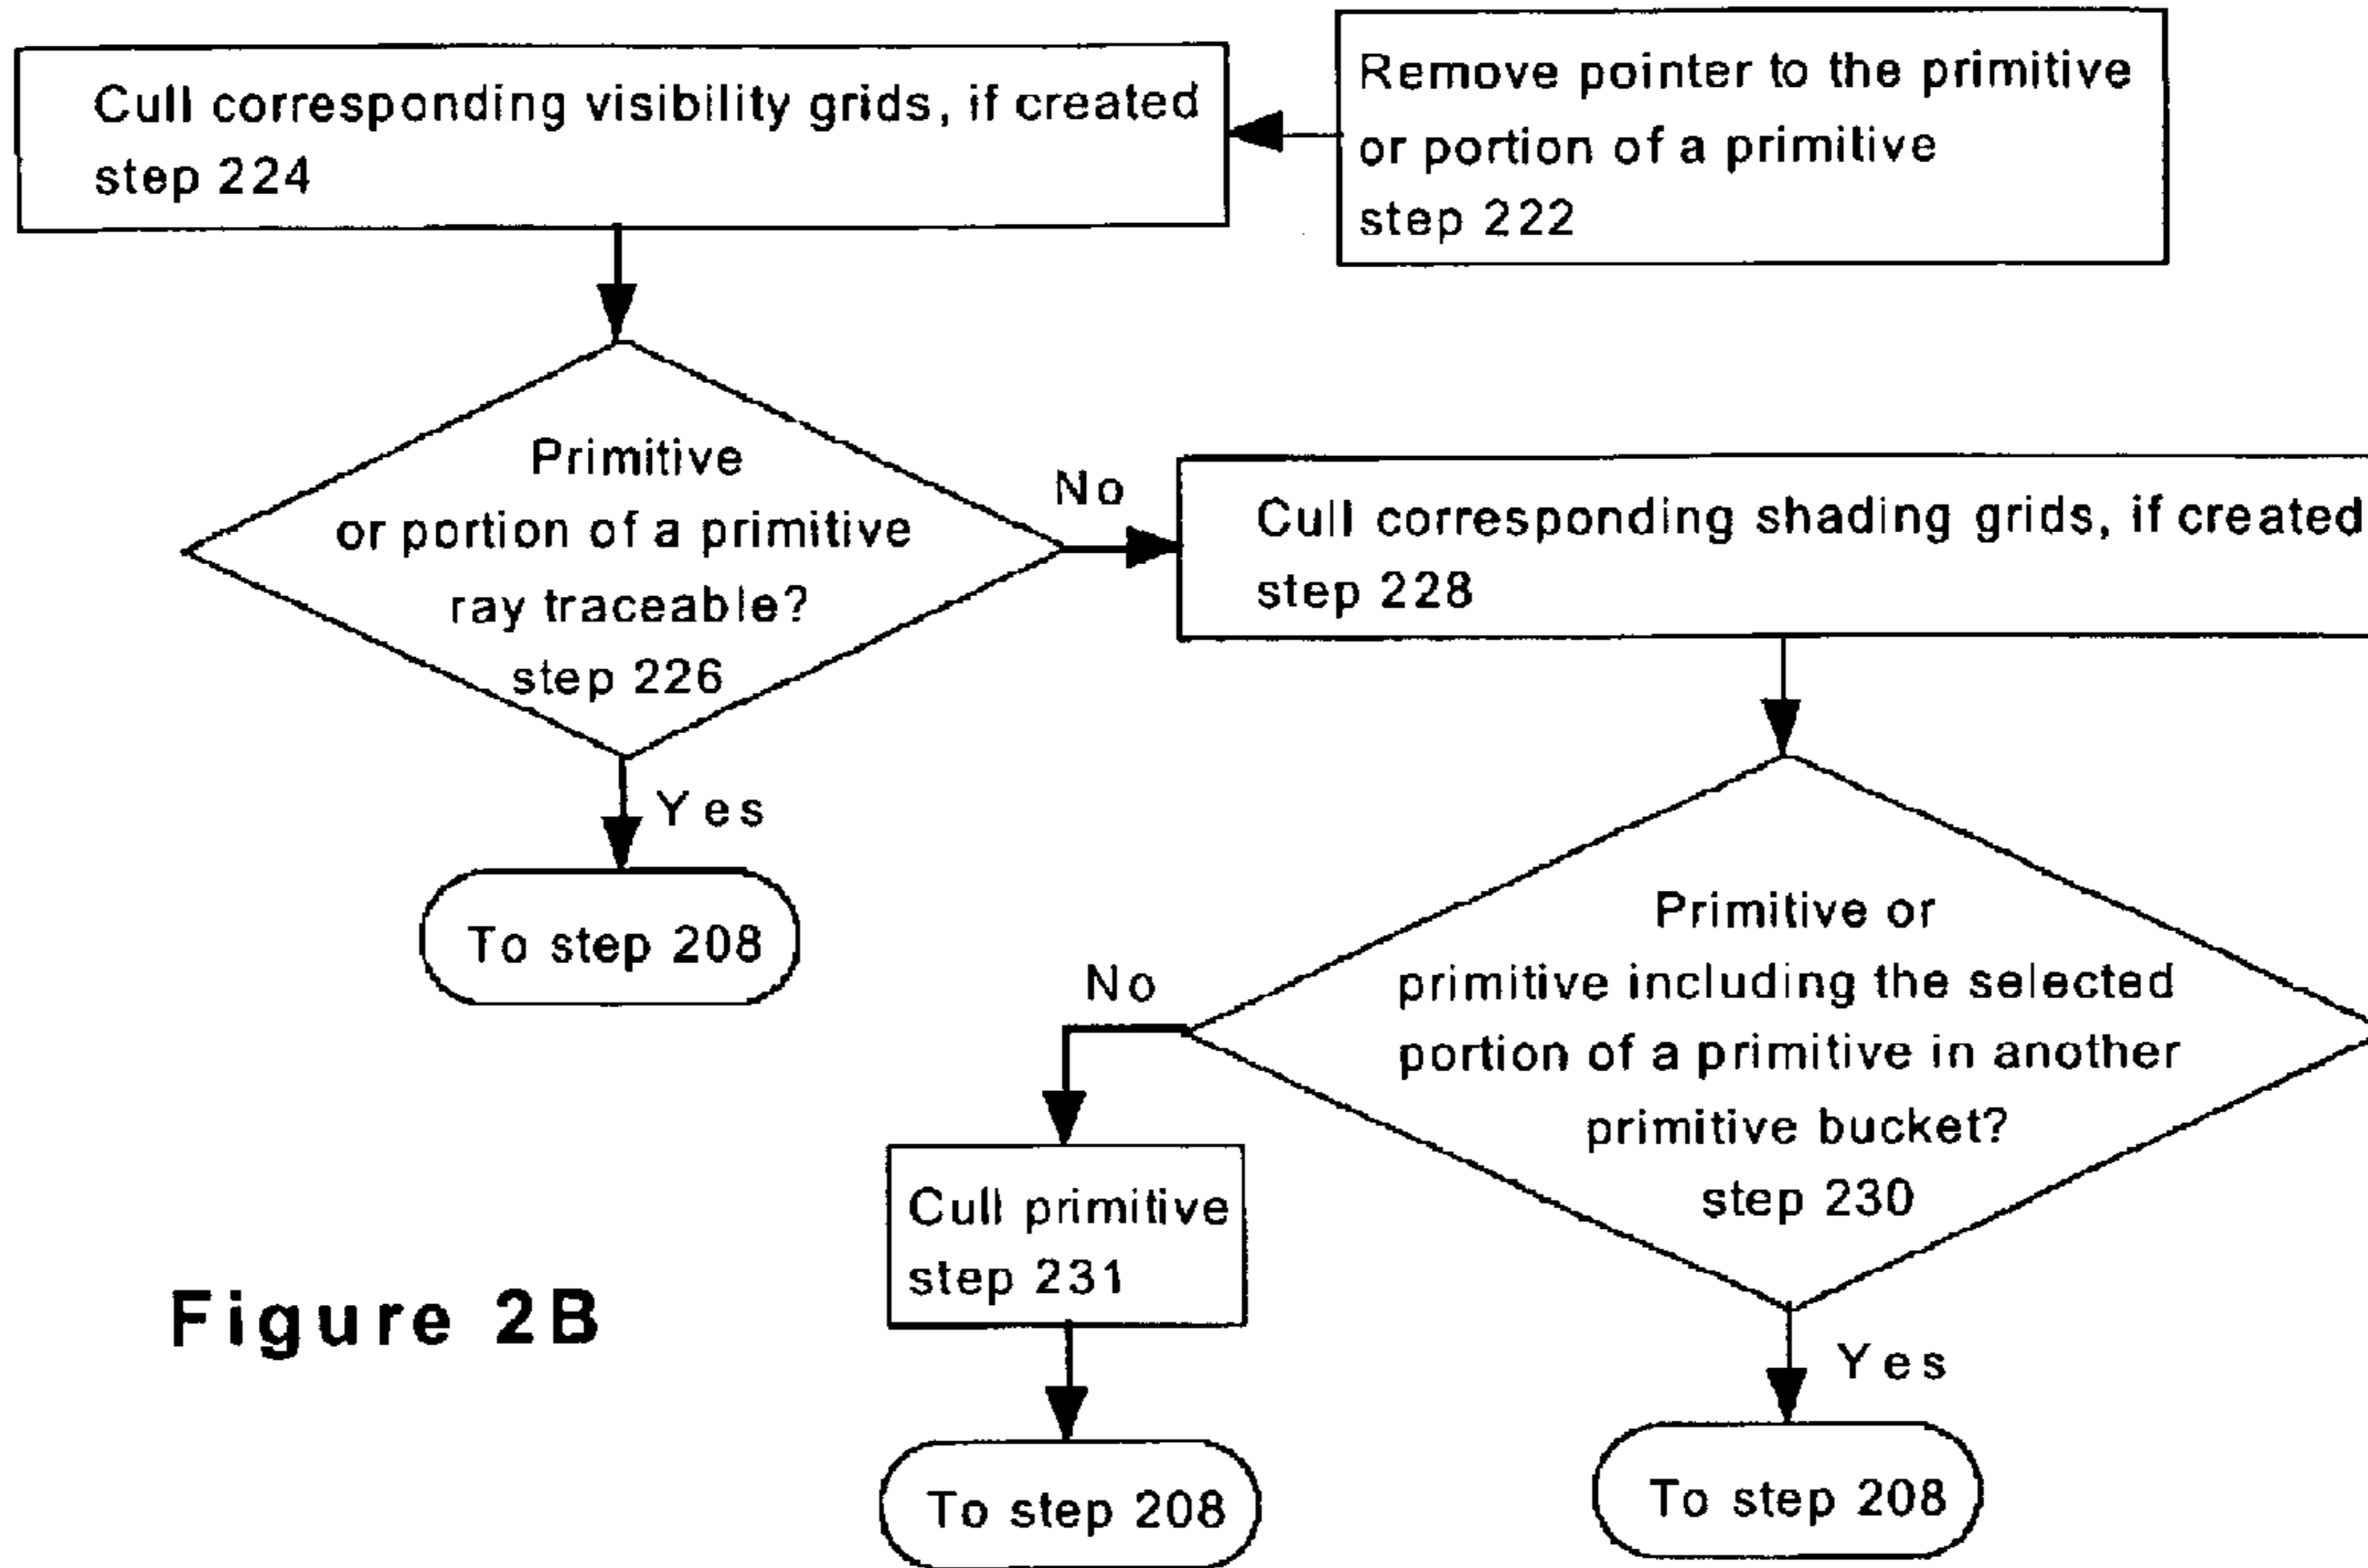 Remove pointer to the primitive
or portion of a primitive
step 222
Cull corresponding visibility grids, if created
step 224
Primitive
or portion of a primitive
ray traceable?
step 226
No
Yes
To step 208
Cull corresponding shading grids, if created
step 228
Primitive or
primitive including the selected
portion of a primitive in another
primitive bucket?
step 230
No
Cull primitive
step 231
To step 208
Yes
To step 208
Figure 2B